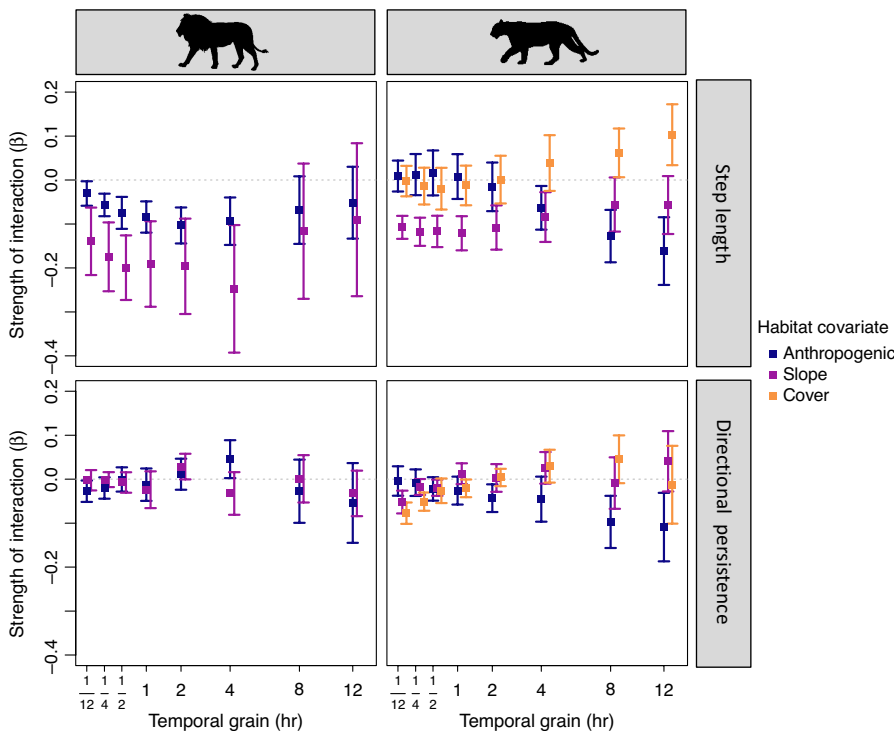 0.2
0.1
0.0
−0.2
−0.4
Strength of interaction (β)
Step length
Habitat covariate
Anthropogenic
Slope
Cover
0.2
0.1
0.0
−0.2
−0.4
Strength of interaction (β)
Directional persistence
1/12 1/4 1/2 1 2 4 8 12
1/12 1/4 1/2 1 2 4 8 12
Temporal grain (hr)
Temporal grain (hr)